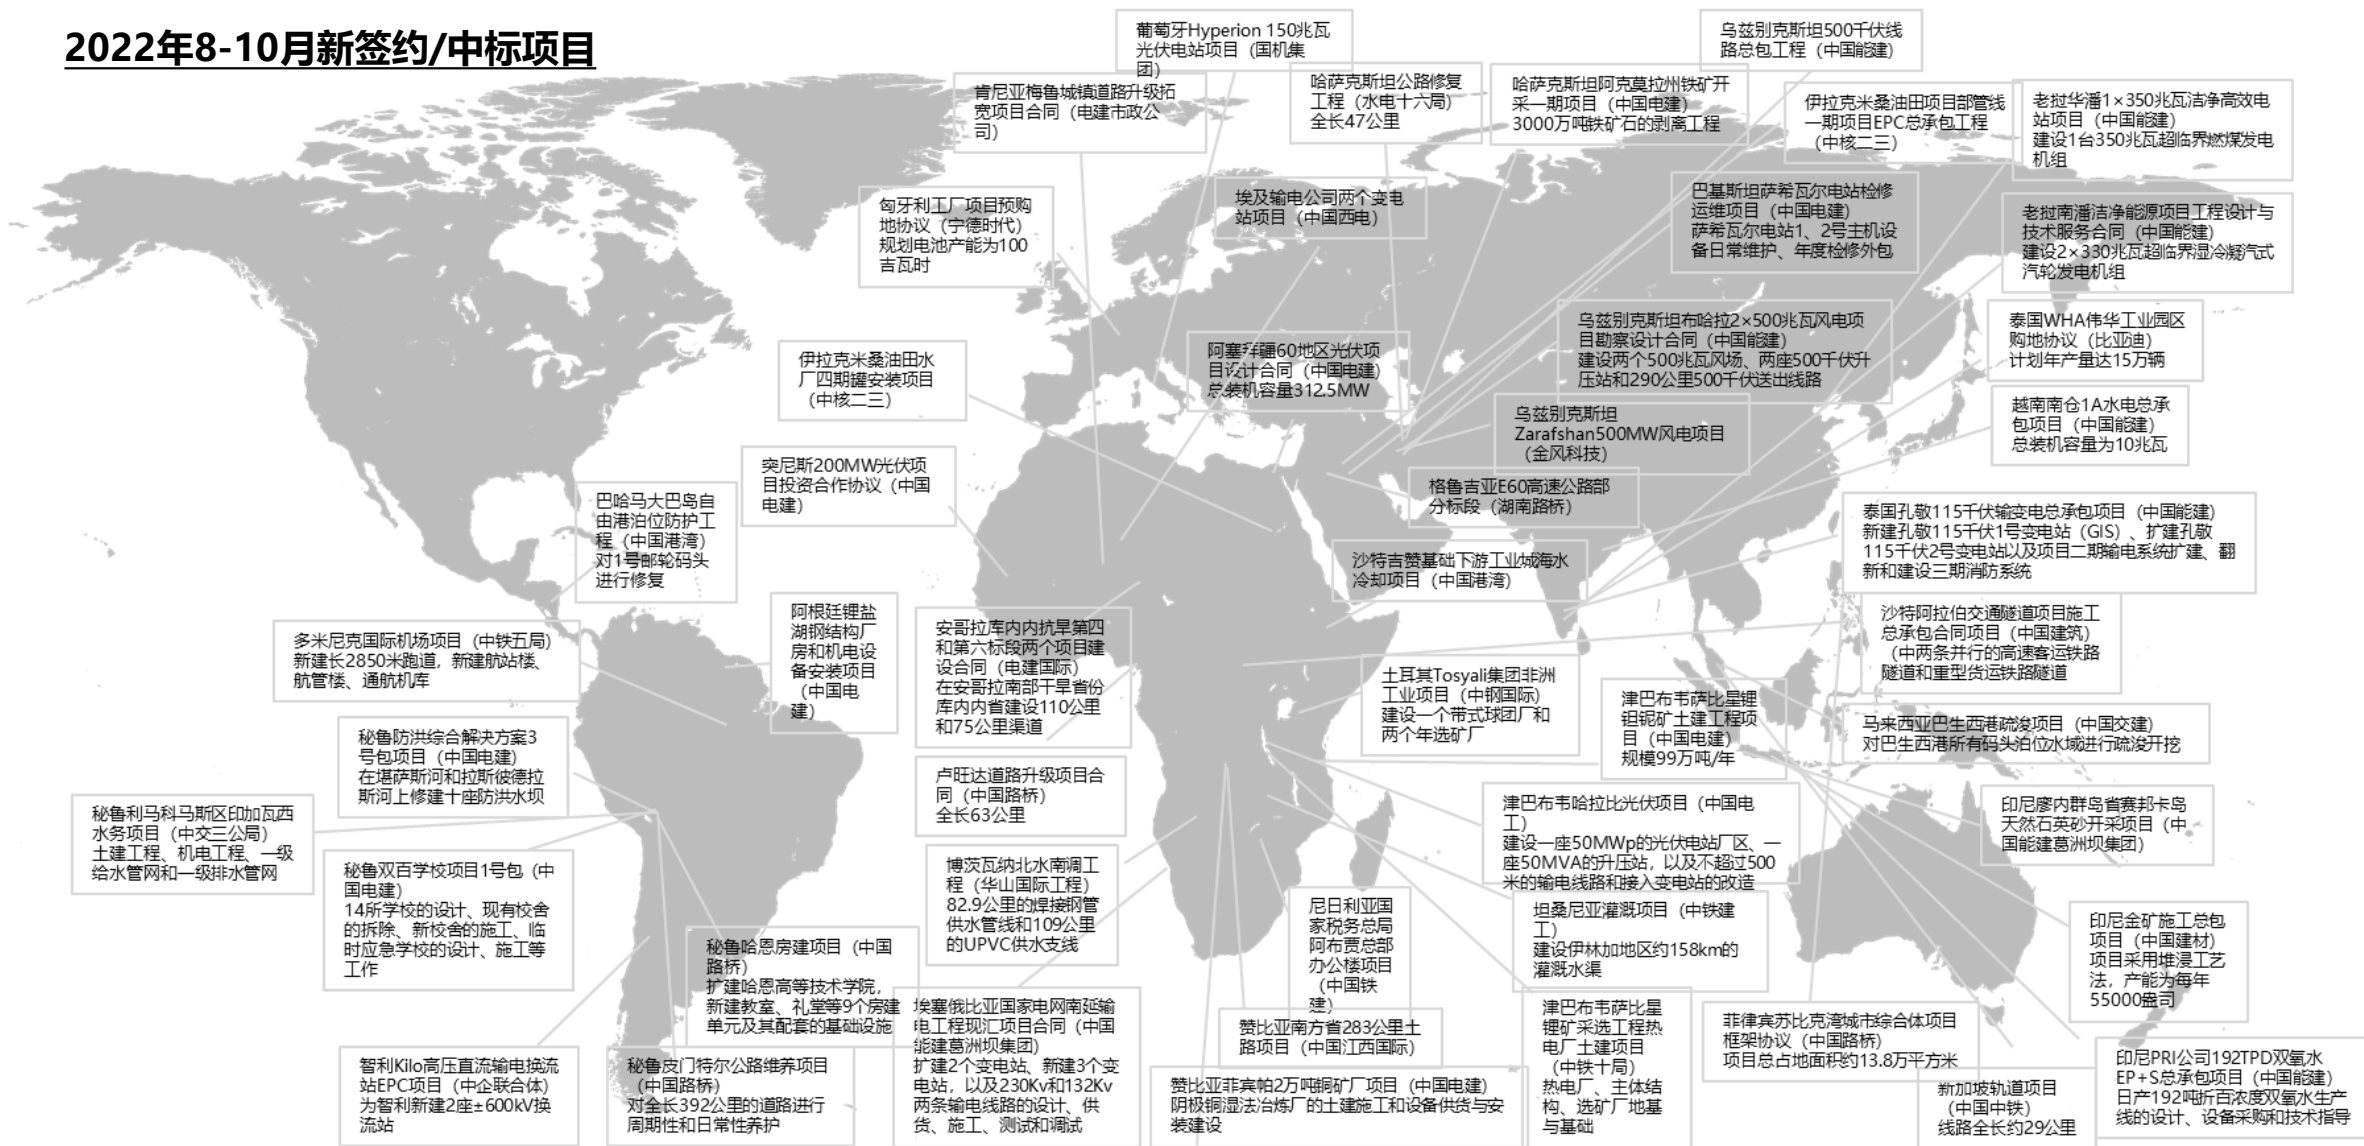 2022年8-10月新签约/中标项目
葡萄牙Hyperion 150兆瓦
光伏电站项目（国机集
团）
乌兹别克斯坦500千伏线
路总包工程（中国能建）
肯尼亚梅鲁城镇道路升级拓
宽项目合同（电建市政公
司）
哈萨克斯坦公路修复
工程（水电十六局）
全长47公里
哈萨克斯坦阿克莫拉州铁矿开
采一期项目（中国电建）
3000万吨铁矿石的剥离工程
伊拉克米桑油田项目部管线
一期项目EPC总承包工程
（中核二三）
老挝华潘1×350兆瓦洁净高效电
站项目（中国能建）
建设1台350兆瓦超临界燃煤发电
机组
匈牙利工厂项目预购
地协议（宁德时代）
规划电池产能为100
吉瓦时
埃及输电公司两个变电
站项目（中国西电）
巴基斯坦萨希瓦尔电站检修
运维项目（中国电建）
萨希瓦尔电站1、2号主机设
备日常维护、年度检修外包
老挝南潘洁净能源项目工程设计与
技术服务合同（中国能建）
建设2×330兆瓦超临界湿冷凝汽式
汽轮发电机组
伊拉克米桑油田水
厂四期罐安装项目
（中核二三）
阿塞拜疆60地区光伏项
目设计合同（中国电建）
总装机容量312.5MW
乌兹别克斯坦布哈拉2×500兆瓦风电项
目勘察设计合同（中国能建）
建设两个500兆瓦风场、两座500千伏升
压站和290公里500千伏送出线路
泰国WHA伟华工业园区
购地协议（比亚迪）
计划年产量达15万辆
乌兹别克斯坦
Zarafshan500MW风电项目
（金风科技）
越南南仓1A水电总承
包项目（中国能建）
总装机容量为10兆瓦
突尼斯200MW光伏项
目投资合作协议（中国
电建）
格鲁吉亚E60高速公路部
分标段（湖南路桥）
巴哈马大巴岛自
由港泊位防护工
程（中国港湾）
对1号邮轮码头
进行修复
泰国孔敬115千伏输变电总承包项目（中国能建）
新建孔敬115千伏1号变电站（GIS）、扩建孔敬
115千伏2号变电站以及项目二期输电系统扩建、翻
新和建设三期消防系统
沙特吉赞基础下游工业城海水
冷却项目（中国港湾）
多米尼克国际机场项目（中铁五局）
新建长2850米跑道，新建航站楼、
航管楼、通航机库
阿根廷锂盐
湖钢结构厂
房和机电设
备安装项目
（中国电
建）
安哥拉库内内抗旱第四
和第六标段两个项目建
设合同（电建国际）
在安哥拉南部干旱省份
库内内省建设110公里
和75公里渠道
沙特阿拉伯交通隧道项目施工
总承包合同项目（中国建筑）
（中两条并行的高速客运铁路
隧道和重型货运铁路隧道
土耳其Tosyali集团非洲
工业项目（中钢国际）
建设一个带式球团厂和
两个年选矿厂
津巴布韦萨比星锂
钽铌矿土建工程项
目（中国电建）
规模99万吨/年
马来西亚巴生西港疏浚项目（中国交建）
对巴生西港所有码头泊位水域进行疏浚开挖
秘鲁防洪综合解决方案3
号包项目（中国电建）
在堪萨斯河和拉斯彼德拉
斯河上修建十座防洪水坝
卢旺达道路升级项目合
同（中国路桥）
全长63公里
秘鲁利马科马斯区印加瓦西
水务项目（中交三公局）
土建工程、机电工程、一级
给水管网和一级排水管网
津巴布韦哈拉比光伏项目（中国电
工）
建设一座50MWp的光伏电站厂区、一
座50MVA的升压站，以及不超过500
米的输电线路和接入变电站的改造
印尼廖内群岛省赛邦卡岛
天然石英砂开采项目（中
国能建葛洲坝集团）
秘鲁双百学校项目1号包（中
国电建）
14所学校的设计、现有校舍
的拆除、新校舍的施工、临
时应急学校的设计、施工等
工作
博茨瓦纳北水南调工
程（华山国际工程）
82.9公里的焊接钢管
供水管线和109公里
的UPVC供水支线
尼日利亚国
家税务总局
阿布贾总部
办公楼项目
（中国铁
建）
坦桑尼亚灌溉项目（中铁建
工）
建设伊林加地区约158km的
灌溉水渠
印尼金矿施工总包
项目（中国建材）
项目采用堆浸工艺
法，产能为每年
55000盎司
秘鲁哈恩房建项目（中国
路桥）
扩建哈恩高等技术学院，
新建教室、礼堂等9个房建
单元及其配套的基础设施
埃塞俄比亚国家电网南延输
电工程现汇项目合同（中国
能建葛洲坝集团）
扩建2个变电站、新建3个变
电站，以及230Kv和132Kv
两条输电线路的设计、供
货、施工、测试和调试
赞比亚南方省283公里土
路项目（中国江西国际）
津巴布韦萨比星
锂矿采选工程热
电厂土建项目
（中铁十局）
热电厂、主体结
构、选矿厂地基
与基础
菲律宾苏比克湾城市综合体项目
框架协议（中国路桥）
项目总占地面积约13.8万平方米
智利Kilo高压直流输电换流
站EPC项目（中企联合体）
为智利新建2座±600kV换
流站
秘鲁皮门特尔公路维养项目
（中国路桥）
对全长392公里的道路进行
周期性和日常性养护
赞比亚菲宾帕2万吨铜矿厂项目（中国电建）
阴极铜湿法冶炼厂的土建施工和设备供货与安
装建设
新加坡轨道项目
（中国中铁）
线路全长约29公里
印尼PRI公司192TPD双氧水
EP+S总承包项目（中国能建）
日产192吨折百浓度双氧水生产
线的设计、设备采购和技术指导